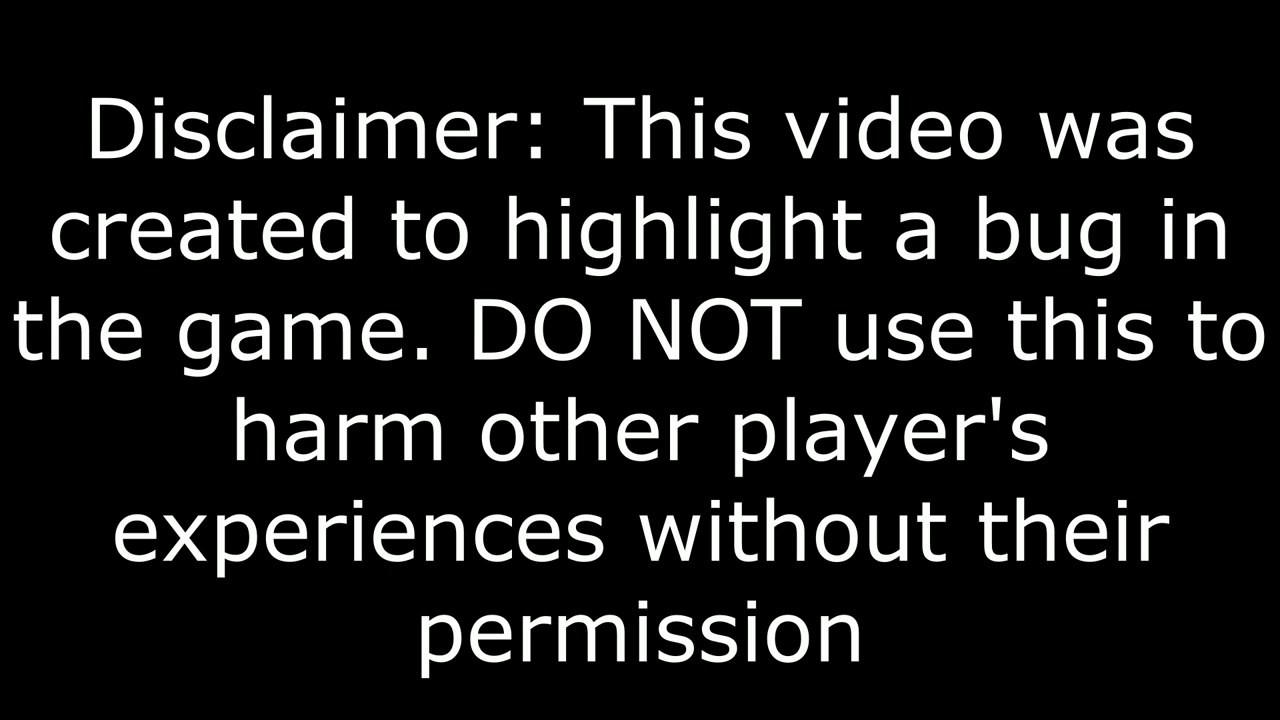 Disclaimer: This video was
created to highlight a bug in
the game. DO NOT use this to
harm other player's
experiences without their
permission